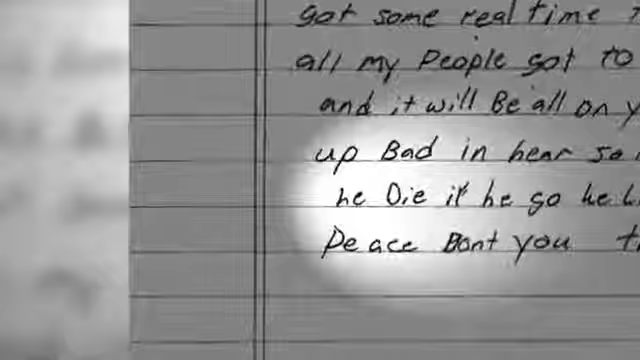 got some real time
all my People got to
and it will Be all on y
up Bad in hear so
he Die if he go he
Peace Dont you